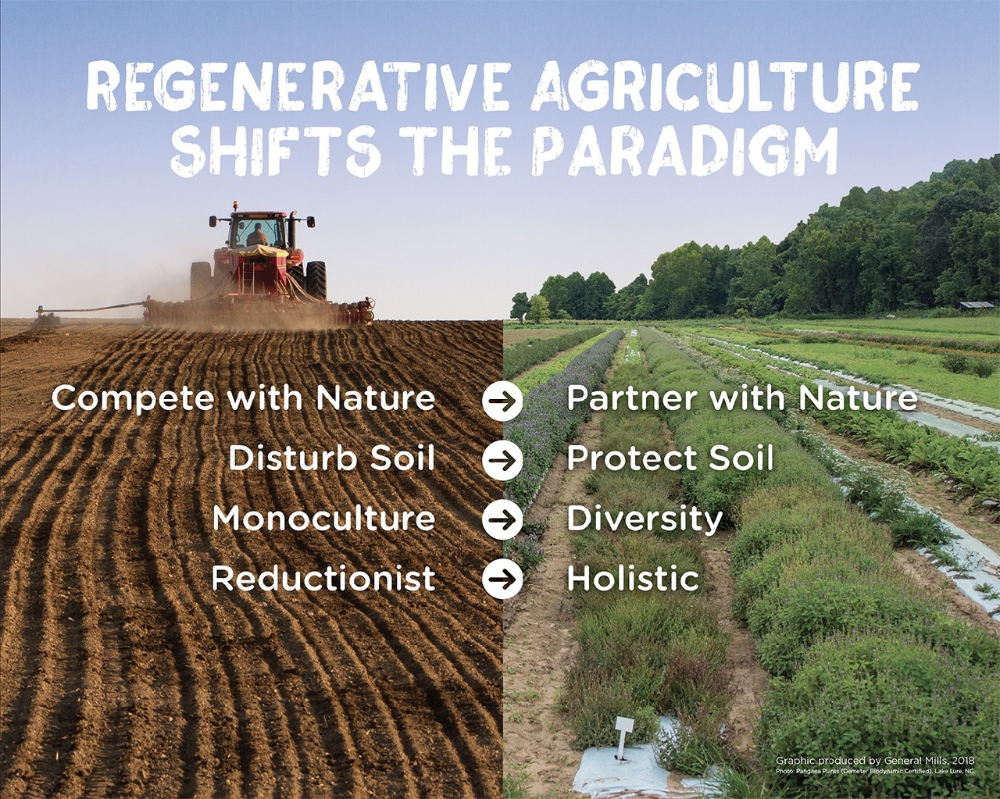 REGENERATIVE AGRICULTURE
SHIFTS THE PARADIGM
Compete with Nature → Partner with Nature
Disturb Soil → Protect Soil
Monoculture → Diversity
Reductionist → Holistic
Graphic produced by General Mills, 2018
Photo: Pangaea Plants (Demeter Biodynamic Certified), Lake Lure, NC.